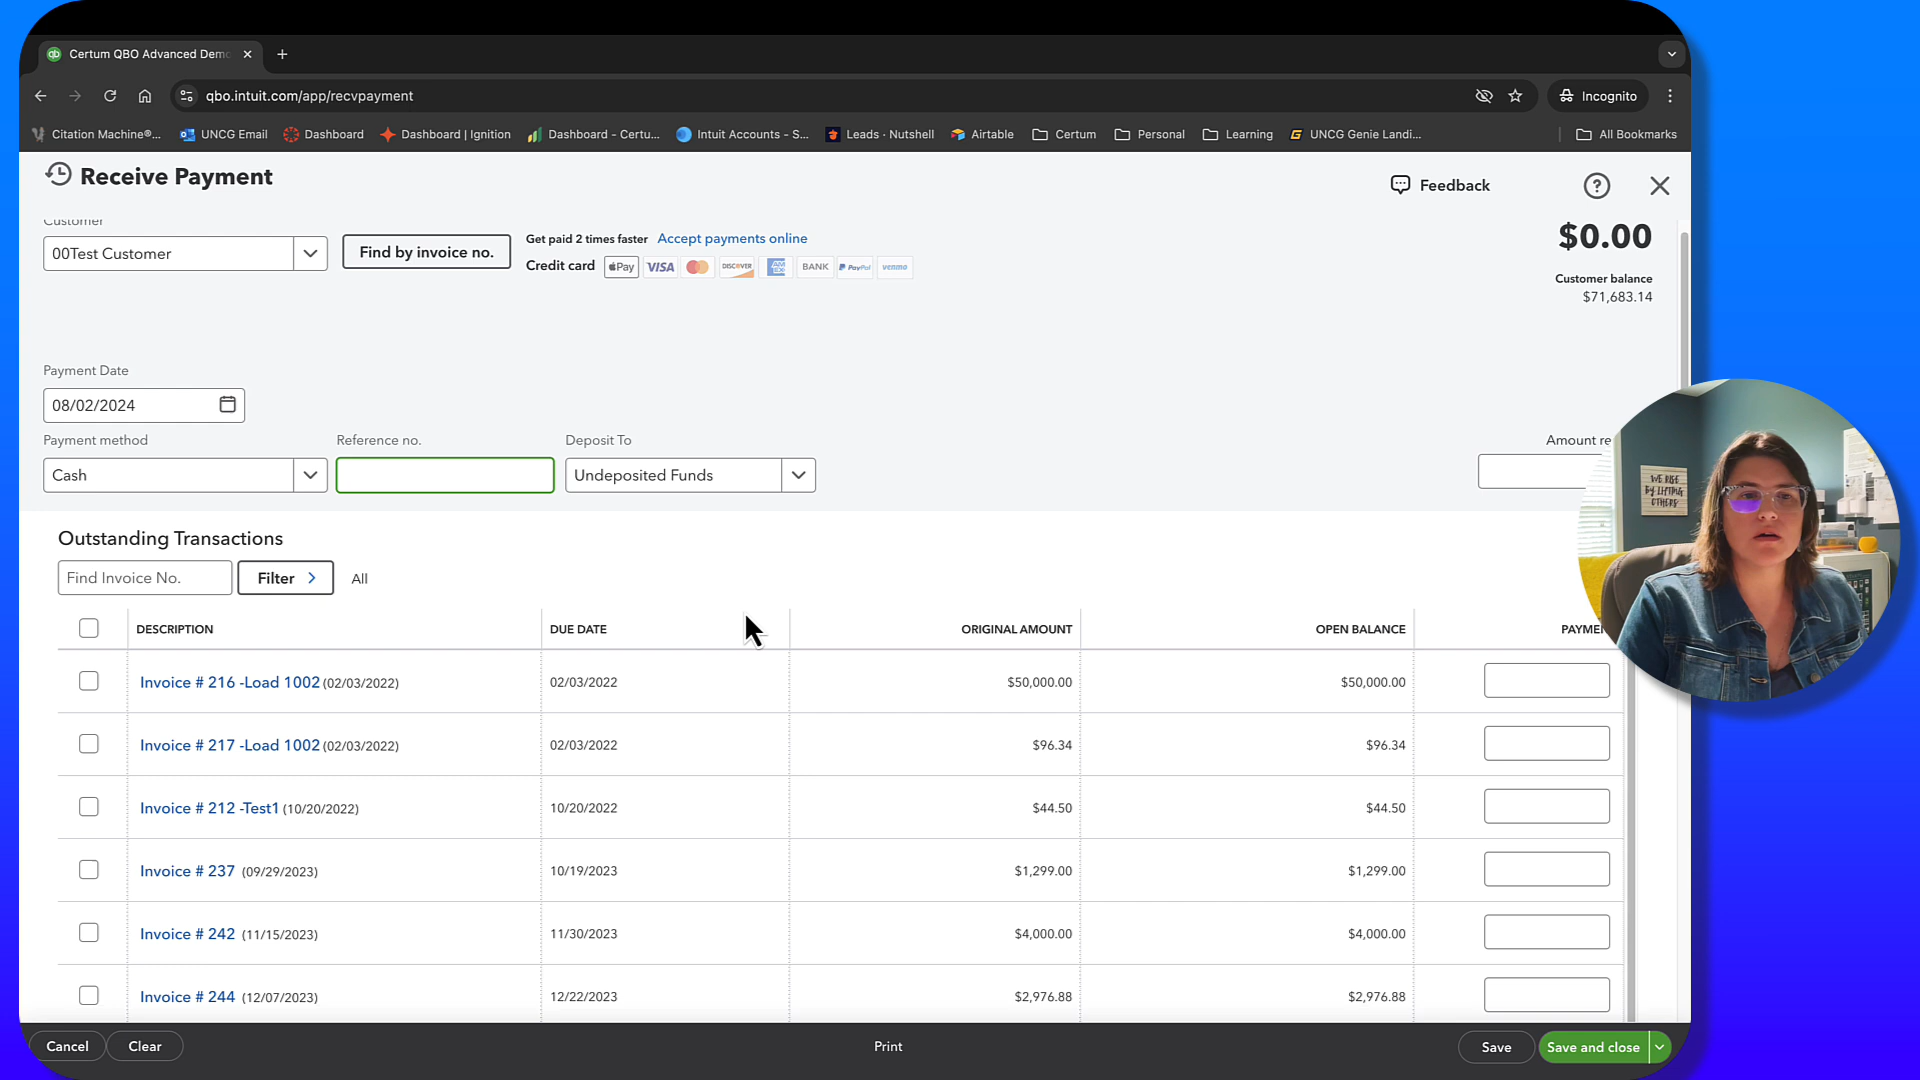 Certum QBO Advanced Demo
qbo.intuit.com/app/recvpayment
Incognito
Citation Machine®...
UNCG Email
Dashboard
Dashboard | Ignition
Dashboard - Certu...
Intuit Accounts - S...
Leads · Nutshell
Airtable
Certum
Personal
Learning
UNCG Genie Landi...
All Bookmarks
Receive Payment
Feedback
Customer
00Test Customer
Find by invoice no.
Get paid 2 times faster Accept payments online
Credit card Pay VISA DISCOVER AMEX BANK PayPal venmo
$0.00
Customer balance
$71,683.14
Payment Date
08/02/2024
Payment method
Reference no.
Deposit To
Amount re
Cash
Undeposited Funds
WE RISE
BY LIFTING
OTHERS
Outstanding Transactions
Find Invoice No.
Filter
All
DESCRIPTION DUE DATE ORIGINAL AMOUNT OPEN BALANCE PAYMEN
Invoice # 216 -Load 1002 (02/03/2022) 02/03/2022 $50,000.00 $50,000.00
Invoice # 217 -Load 1002 (02/03/2022) 02/03/2022 $96.34 $96.34
Invoice # 212 -Test1 (10/20/2022) 10/20/2022 $44.50 $44.50
Invoice # 237 (09/29/2023) 10/19/2023 $1,299.00 $1,299.00
Invoice # 242 (11/15/2023) 11/30/2023 $4,000.00 $4,000.00
Invoice # 244 (12/07/2023) 12/22/2023 $2,976.88 $2,976.88
Cancel
Clear
Print
Save
Save and close